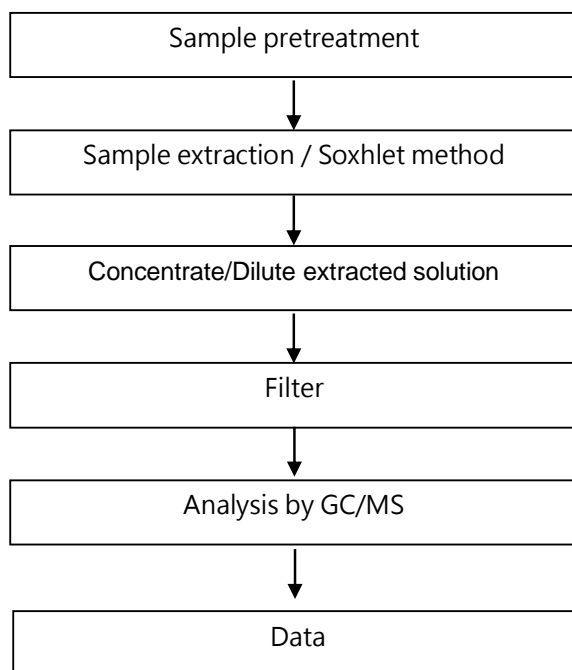 Sample pretreatment
Sample extraction / Soxhlet method
Concentrate/Dilute extracted solution
Filter
Analysis by GC/MS
Data